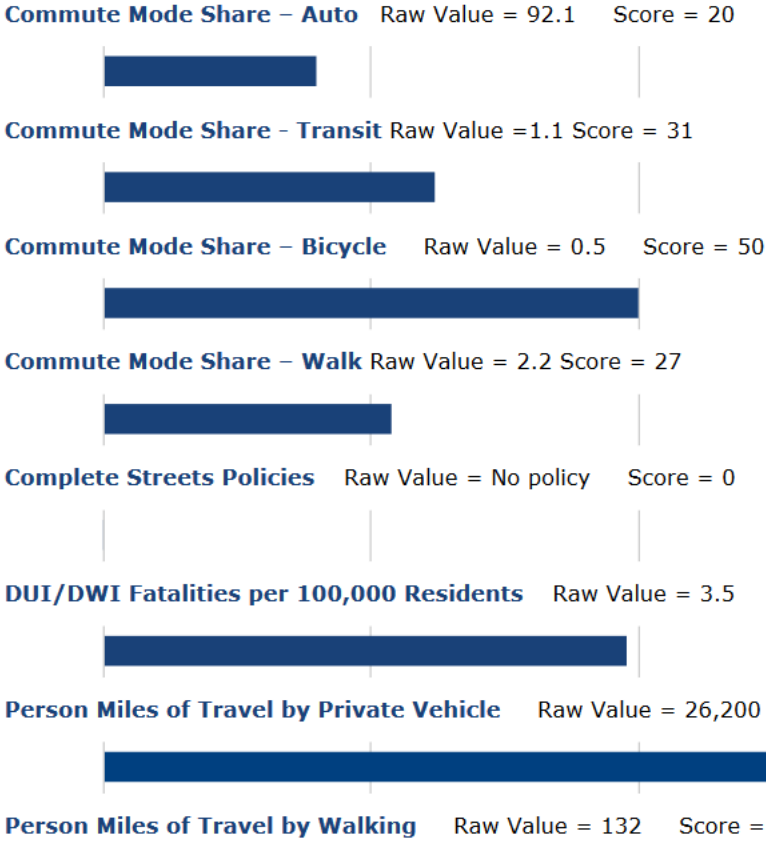 Commute Mode Share – Auto Raw Value = 92.1 Score = 20
Commute Mode Share - Transit Raw Value =1.1 Score = 31
Commute Mode Share – Bicycle Raw Value = 0.5 Score = 50
Commute Mode Share – Walk Raw Value = 2.2 Score = 27
Complete Streets Policies Raw Value = No policy Score = 0
DUI/DWI Fatalities per 100,000 Residents Raw Value = 3.5
Person Miles of Travel by Private Vehicle Raw Value = 26,200
Person Miles of Travel by Walking Raw Value = 132 Score =